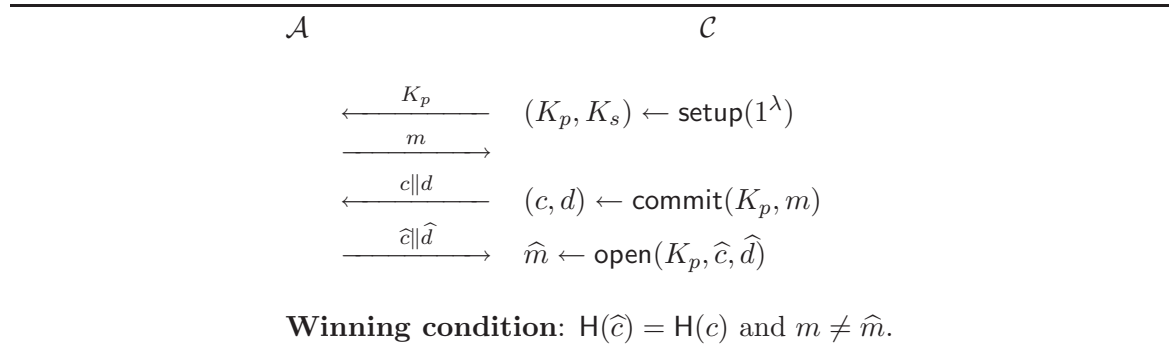 𝒜 𝒞
K_p (K_p, K_s) ← setup(1^λ)
m
c∥d (c, d) ← commit(K_p, m)
ĉ∥d̂ m̂ ← open(K_p, ĉ, d̂)
Winning condition: H(ĉ) = H(c) and m ≠ m̂.